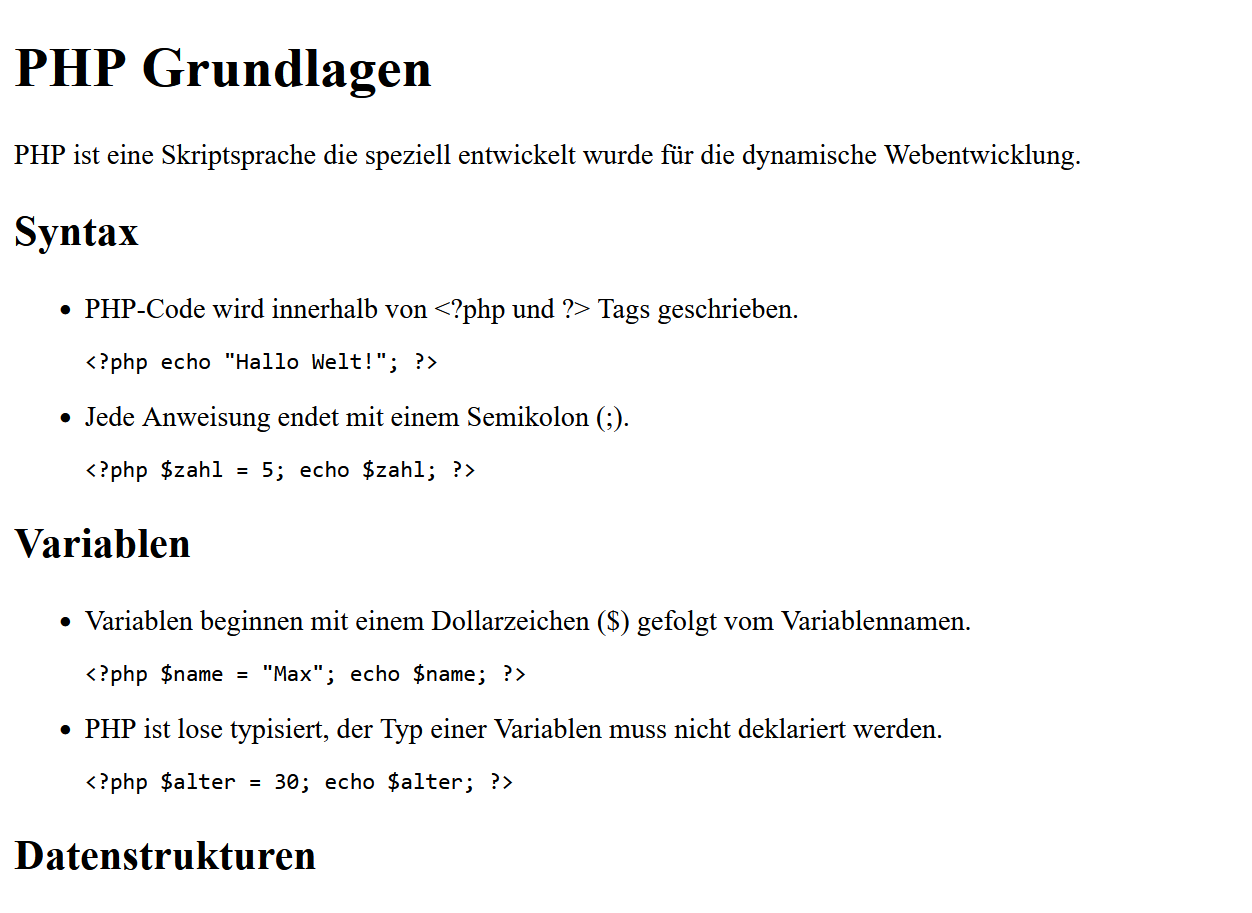 PHP Grundlagen
PHP ist eine Skriptsprache die speziell entwickelt wurde für die dynamische Webentwicklung.
Syntax
• PHP-Code wird innerhalb von <?php und ?> Tags geschrieben.
<?php echo "Hallo Welt!"; ?>
• Jede Anweisung endet mit einem Semikolon (;).
<?php $zahl = 5; echo $zahl; ?>
Variablen
• Variablen beginnen mit einem Dollarzeichen ($) gefolgt vom Variablennamen.
<?php $name = "Max"; echo $name; ?>
• PHP ist lose typisiert, der Typ einer Variablen muss nicht deklariert werden.
<?php $alter = 30; echo $alter; ?>
Datenstrukturen